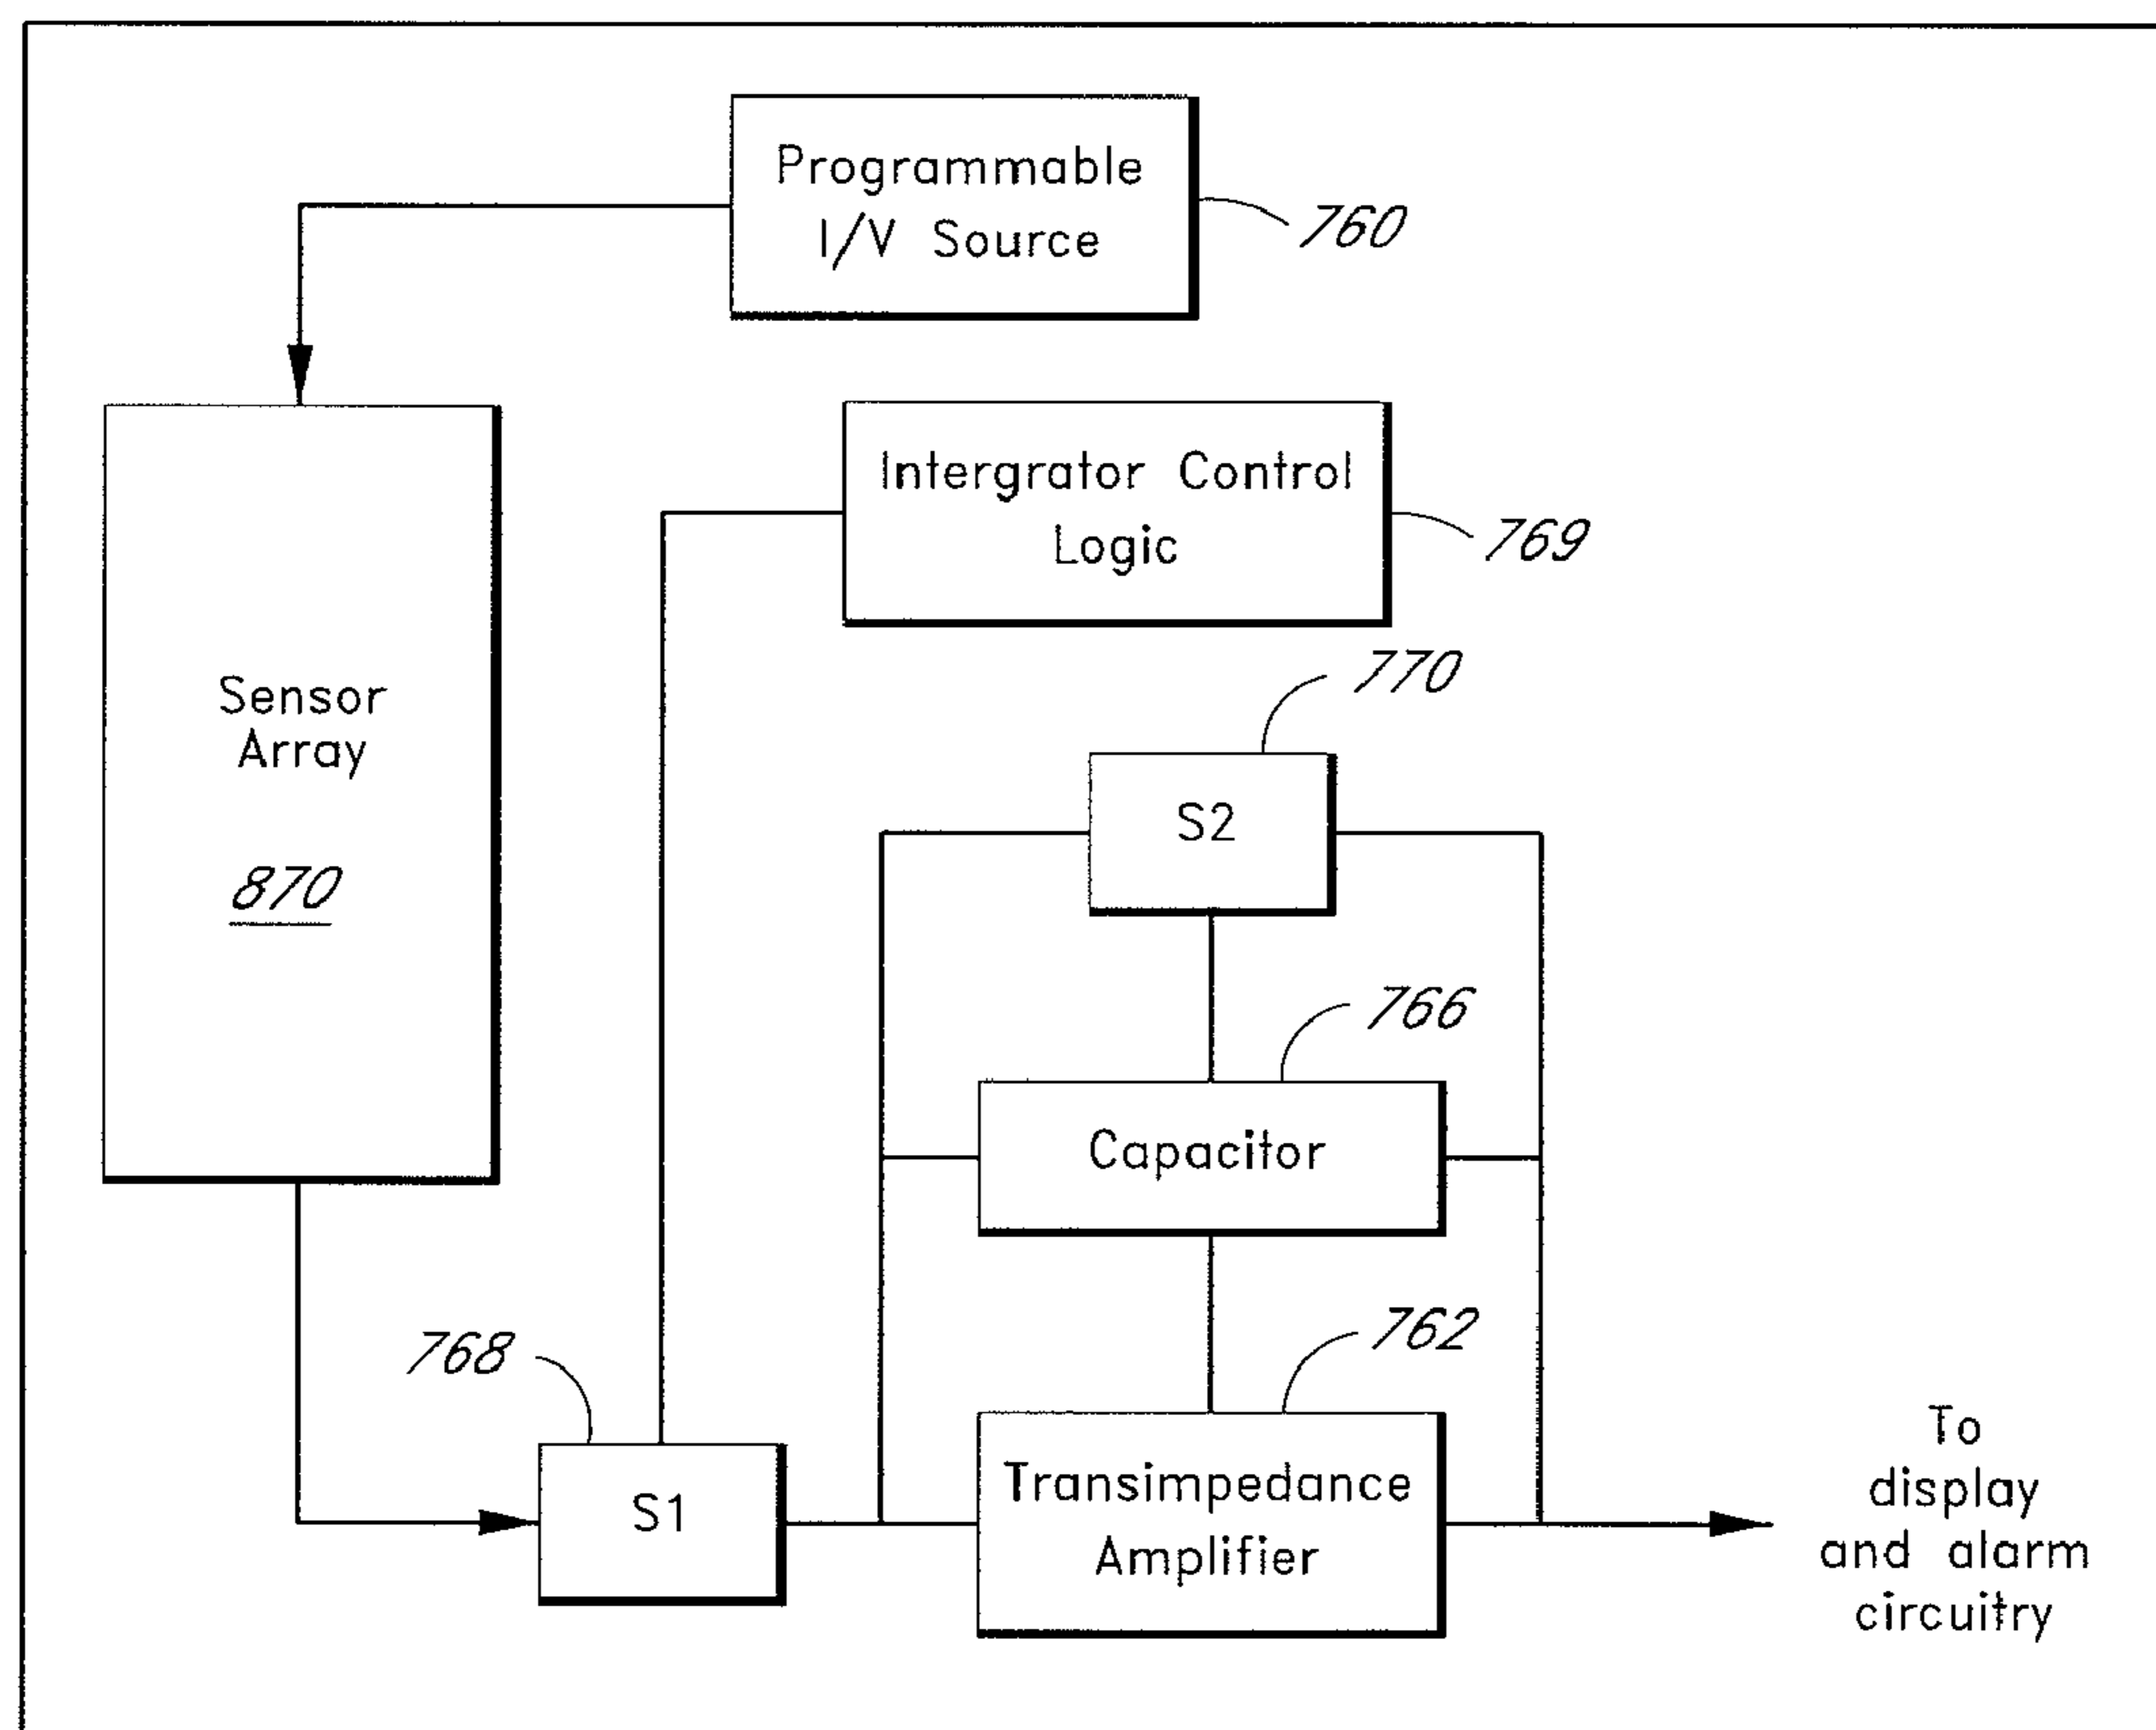 Programmable
I/V Source
760
Intergrator Control
Logic
769
Sensor
Array
870
770
S2
766
Capacitor
768
762
S1
Transimpedance
Amplifier
To
display
and alarm
circuitry